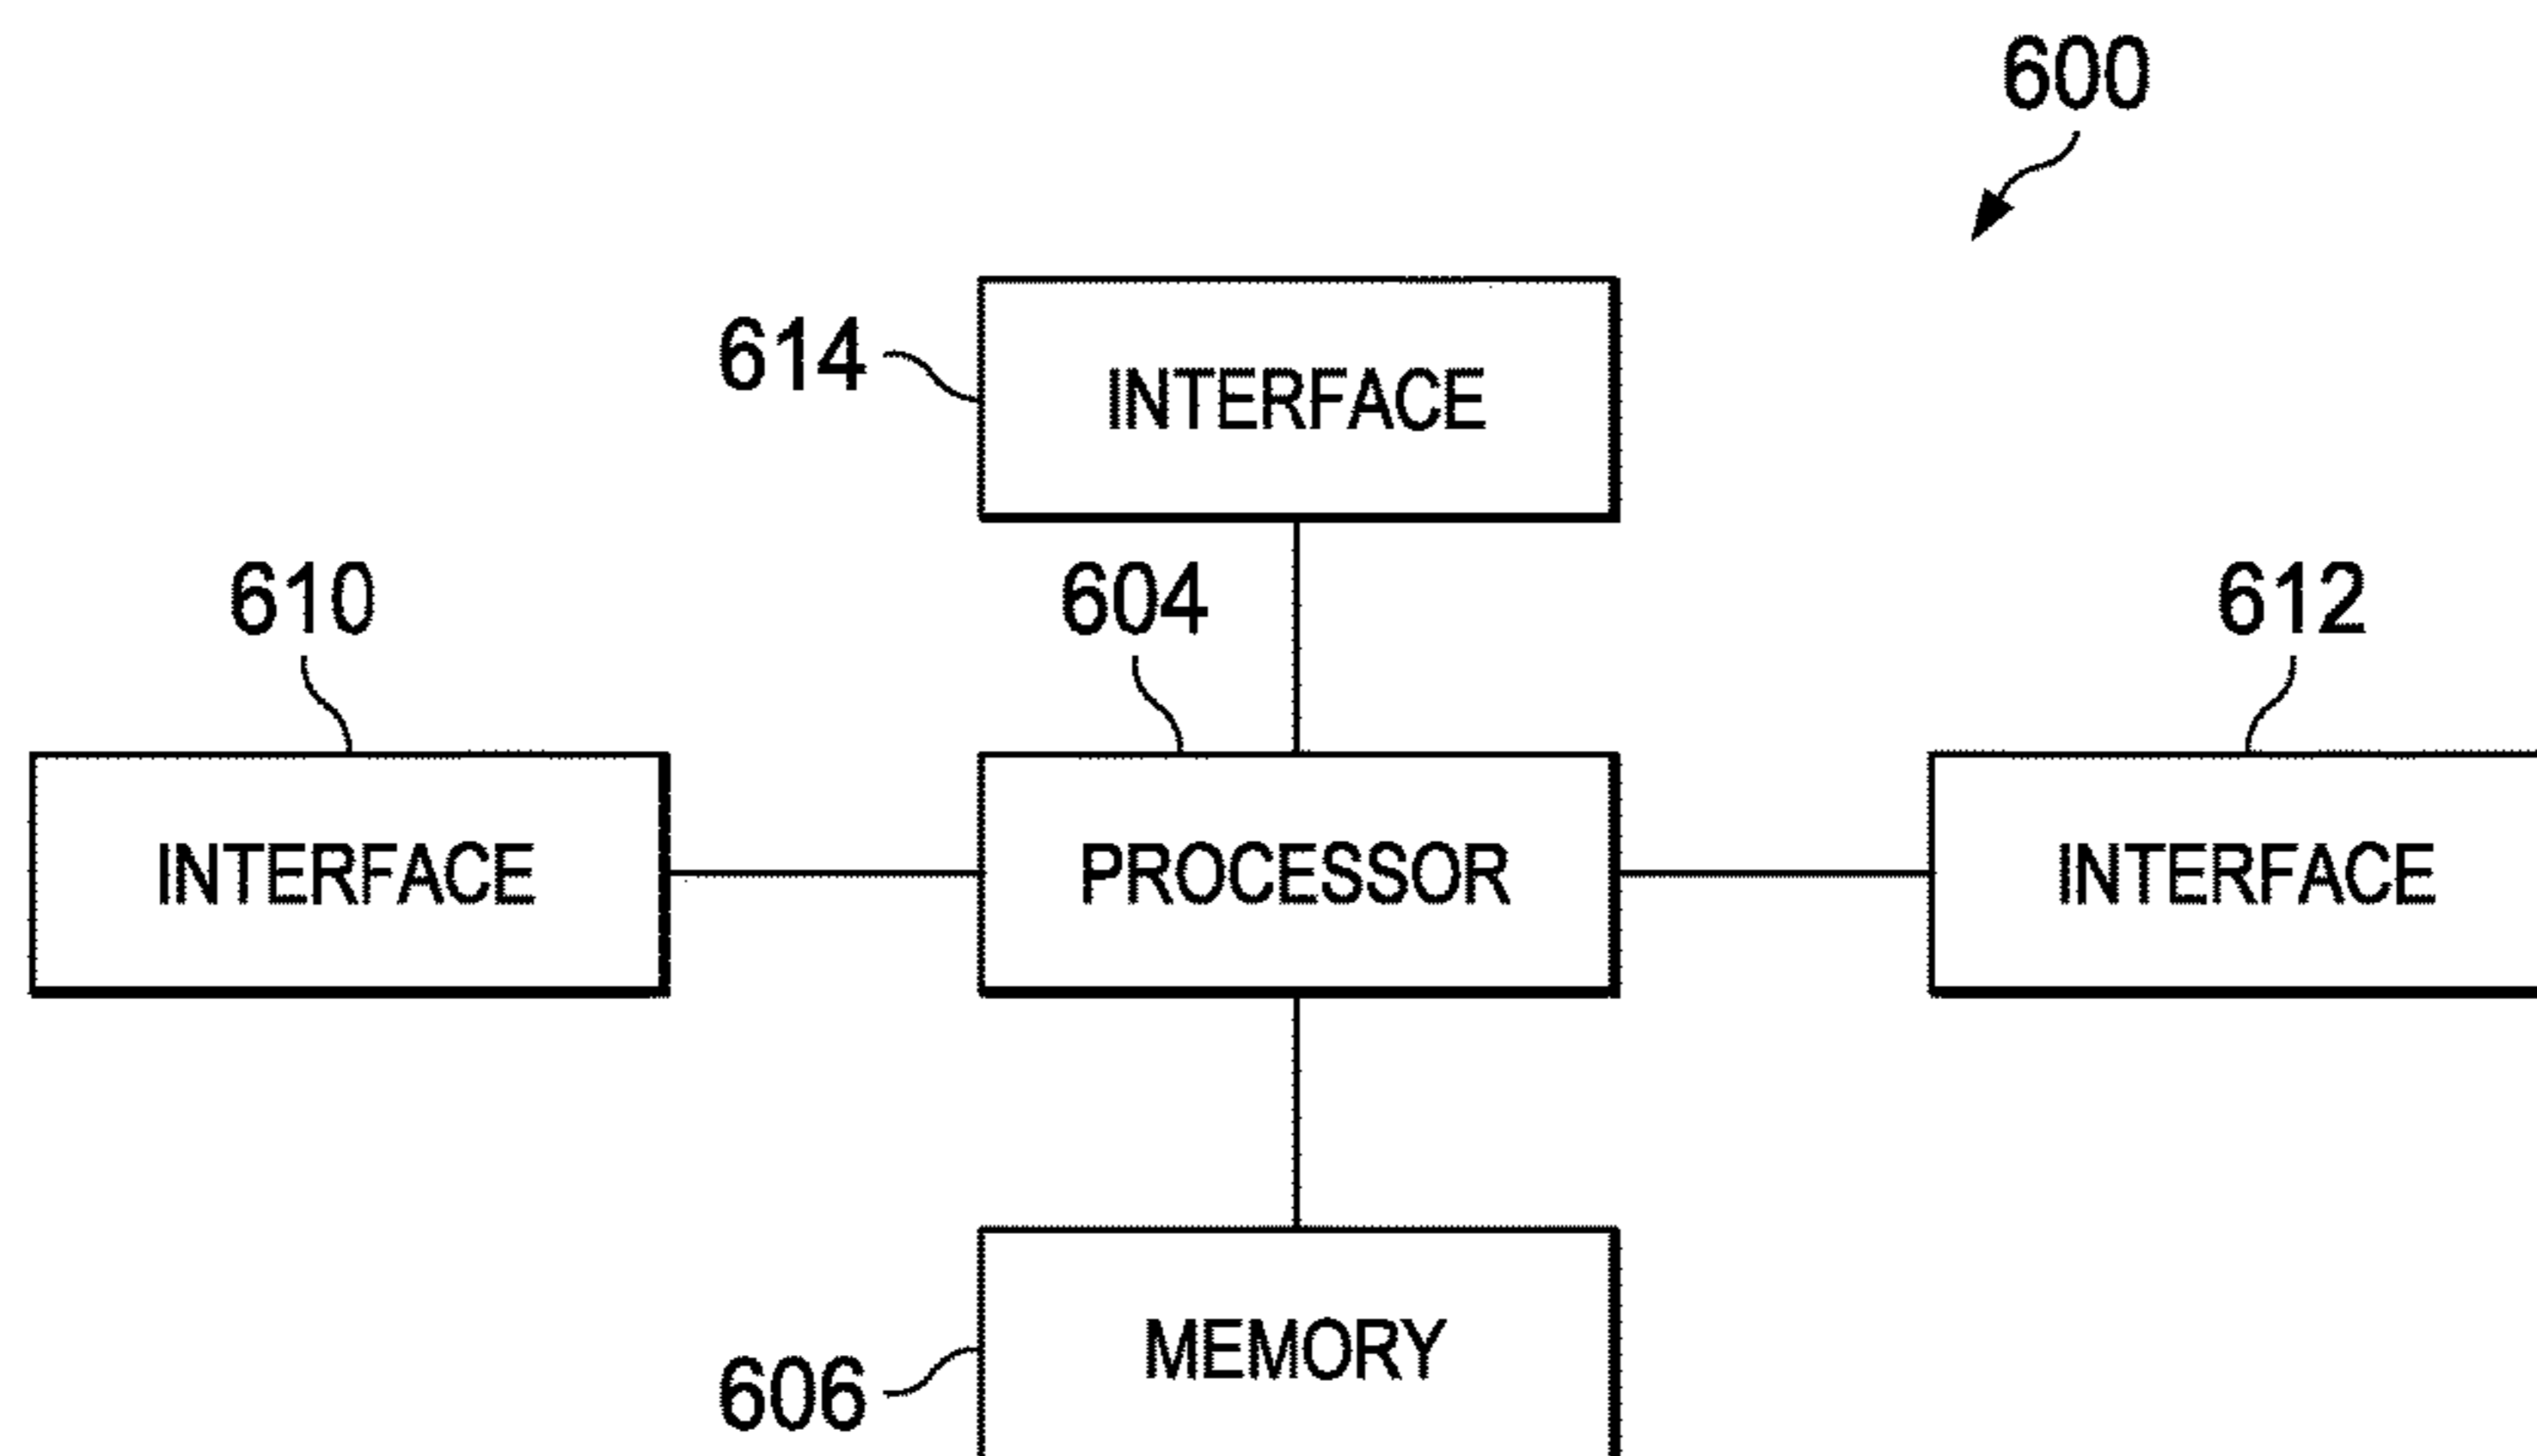 600
614
INTERFACE
610
604
612
INTERFACE
PROCESSOR
INTERFACE
MEMORY
606